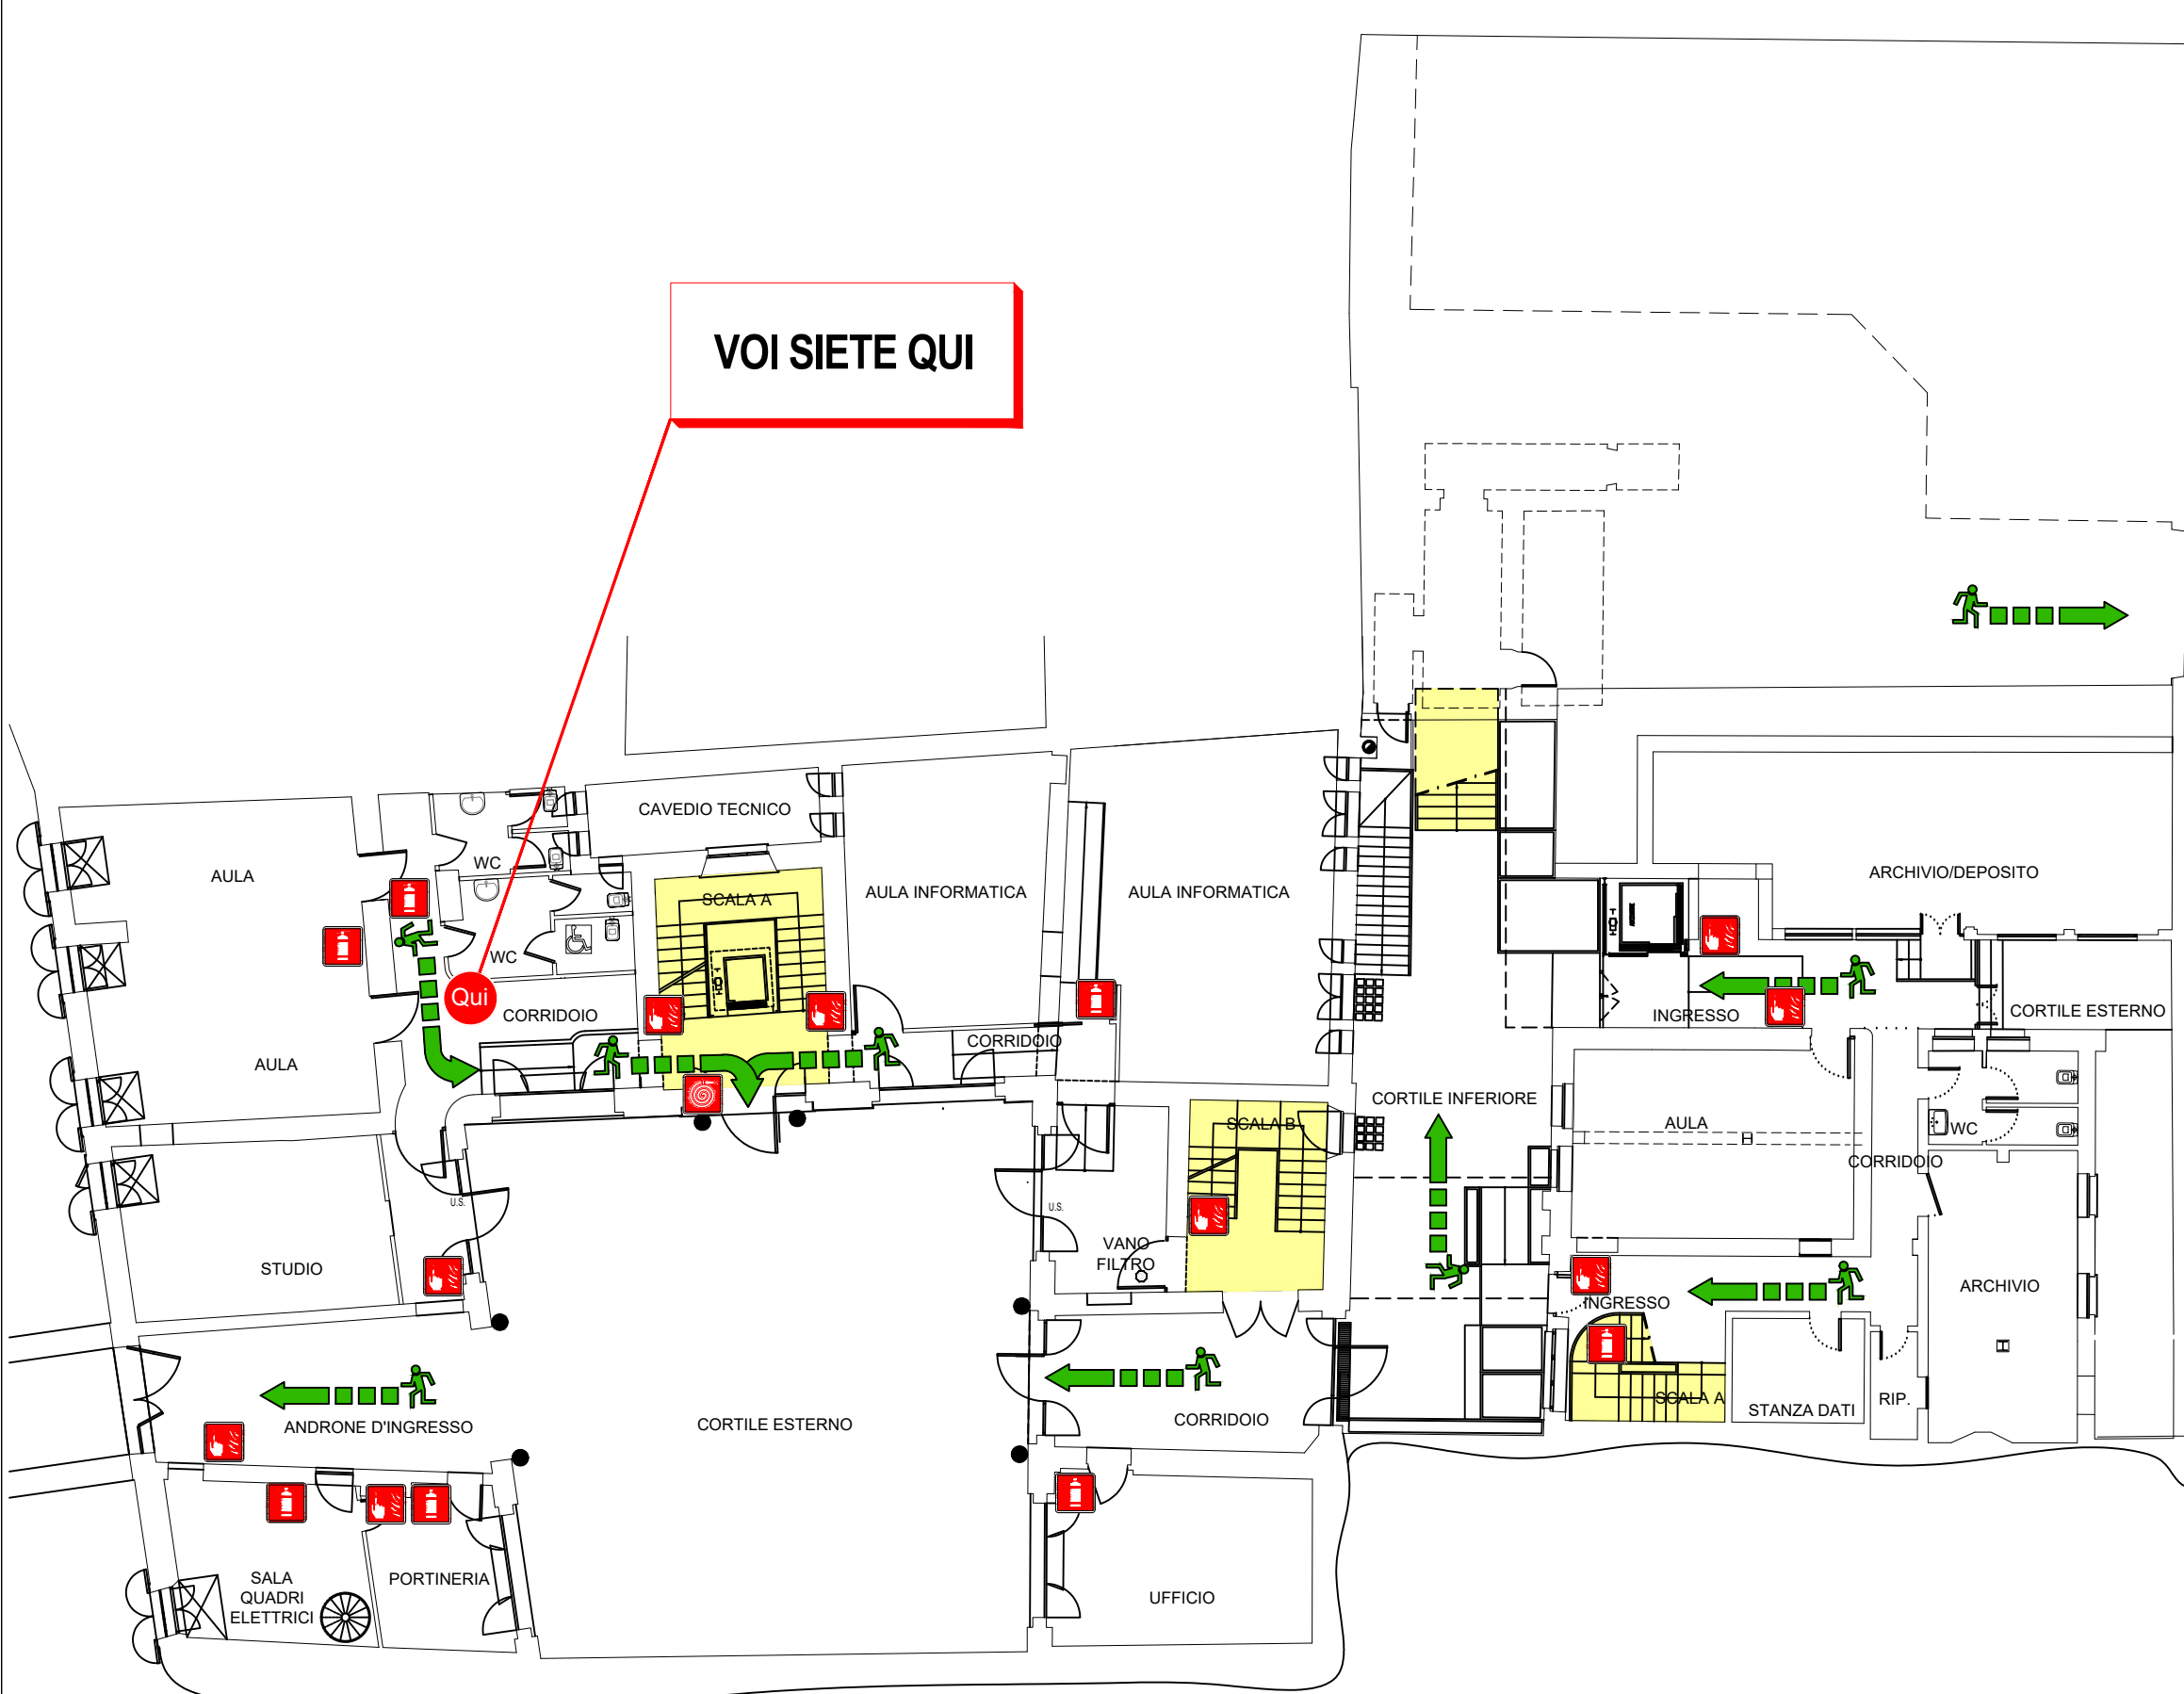 VOI SIETE QUI
CAVEDIO TECNICO
AULA
WC
SCALA A
AULA INFORMATICA
AULA INFORMATICA
ARCHIVIO/DEPOSITO
WC
Qui
CORRIDOIO
CORRIDOIO
INGRESSO
CORTILE ESTERNO
AULA
CORTILE INFERIORE
SCALA B
AULA
WC
CORRIDOIO
U.S.
U.S.
VANO
FILTRO
STUDIO
INGRESSO
ARCHIVIO
SCALA A
STANZA DATI
RIP.
ANDRONE D'INGRESSO
CORTILE ESTERNO
CORRIDOIO
SALA
QUADRI
ELETTRICI
PORTINERIA
UFFICIO